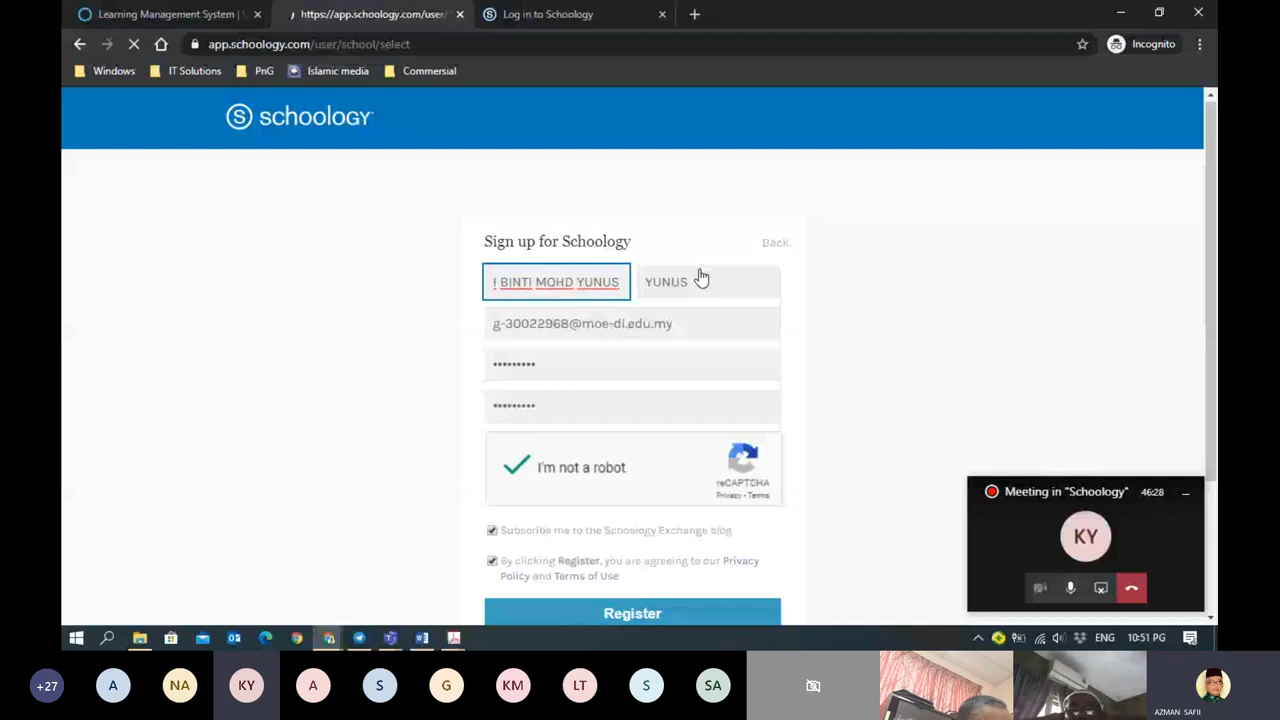 Learning Management System |
https://app.schoology.com/user/
Log in to Schoology
app.schoology.com/user/school/select
Incognito
Windows
IT Solutions
PnG
Islamic media
Commersial
S schoology
Sign up for Schoology
Back
I BINTI MOHD YUNUS
YUNUS
g-30022968@moe-dl.edu.my
•••••••••
•••••••••
I'm not a robot
reCAPTCHA
Privacy - Terms
Subscribe me to the Schoology Exchange blog
By clicking Register, you are agreeing to our Privacy
Policy and Terms of Use
Register
Meeting in "Schoology"
46:28
KY
ENG
10:51 PG
+27
A
NA
KY
A
S
G
KM
LT
S
SA
AZMAN SAFII